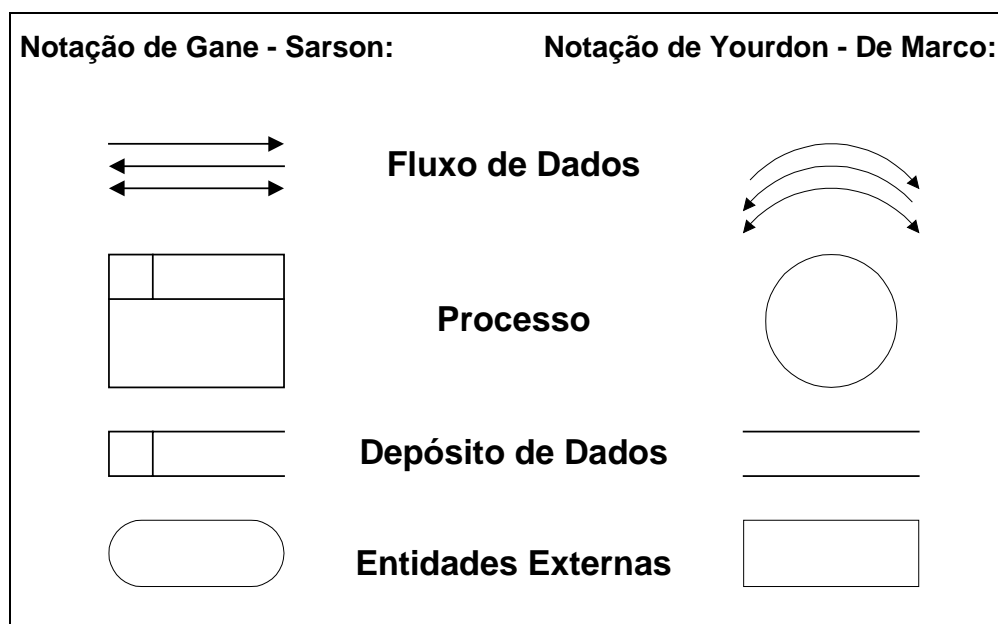 Notação de Gane - Sarson:
Notação de Yourdon - De Marco:
Fluxo de Dados
Processo
Depósito de Dados
Entidades Externas